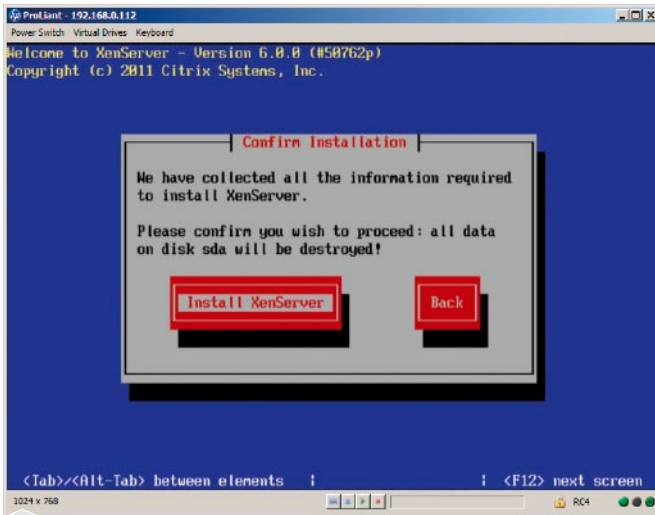 ProLiant - 192.168.0.112
Power Switch Virtual Drives Keyboard
Welcome to XenServer - Version 6.0.0 (#50762p)
Copyright (c) 2011 Citrix Systems, Inc.
Confirm Installation
We have collected all the information required
to install XenServer.
Please confirm you wish to proceed: all data
on disk sda will be destroyed!
Install XenServer Back
<Tab>/<Alt-Tab> between elements | | <F12> next screen
1024 x 768 RC4